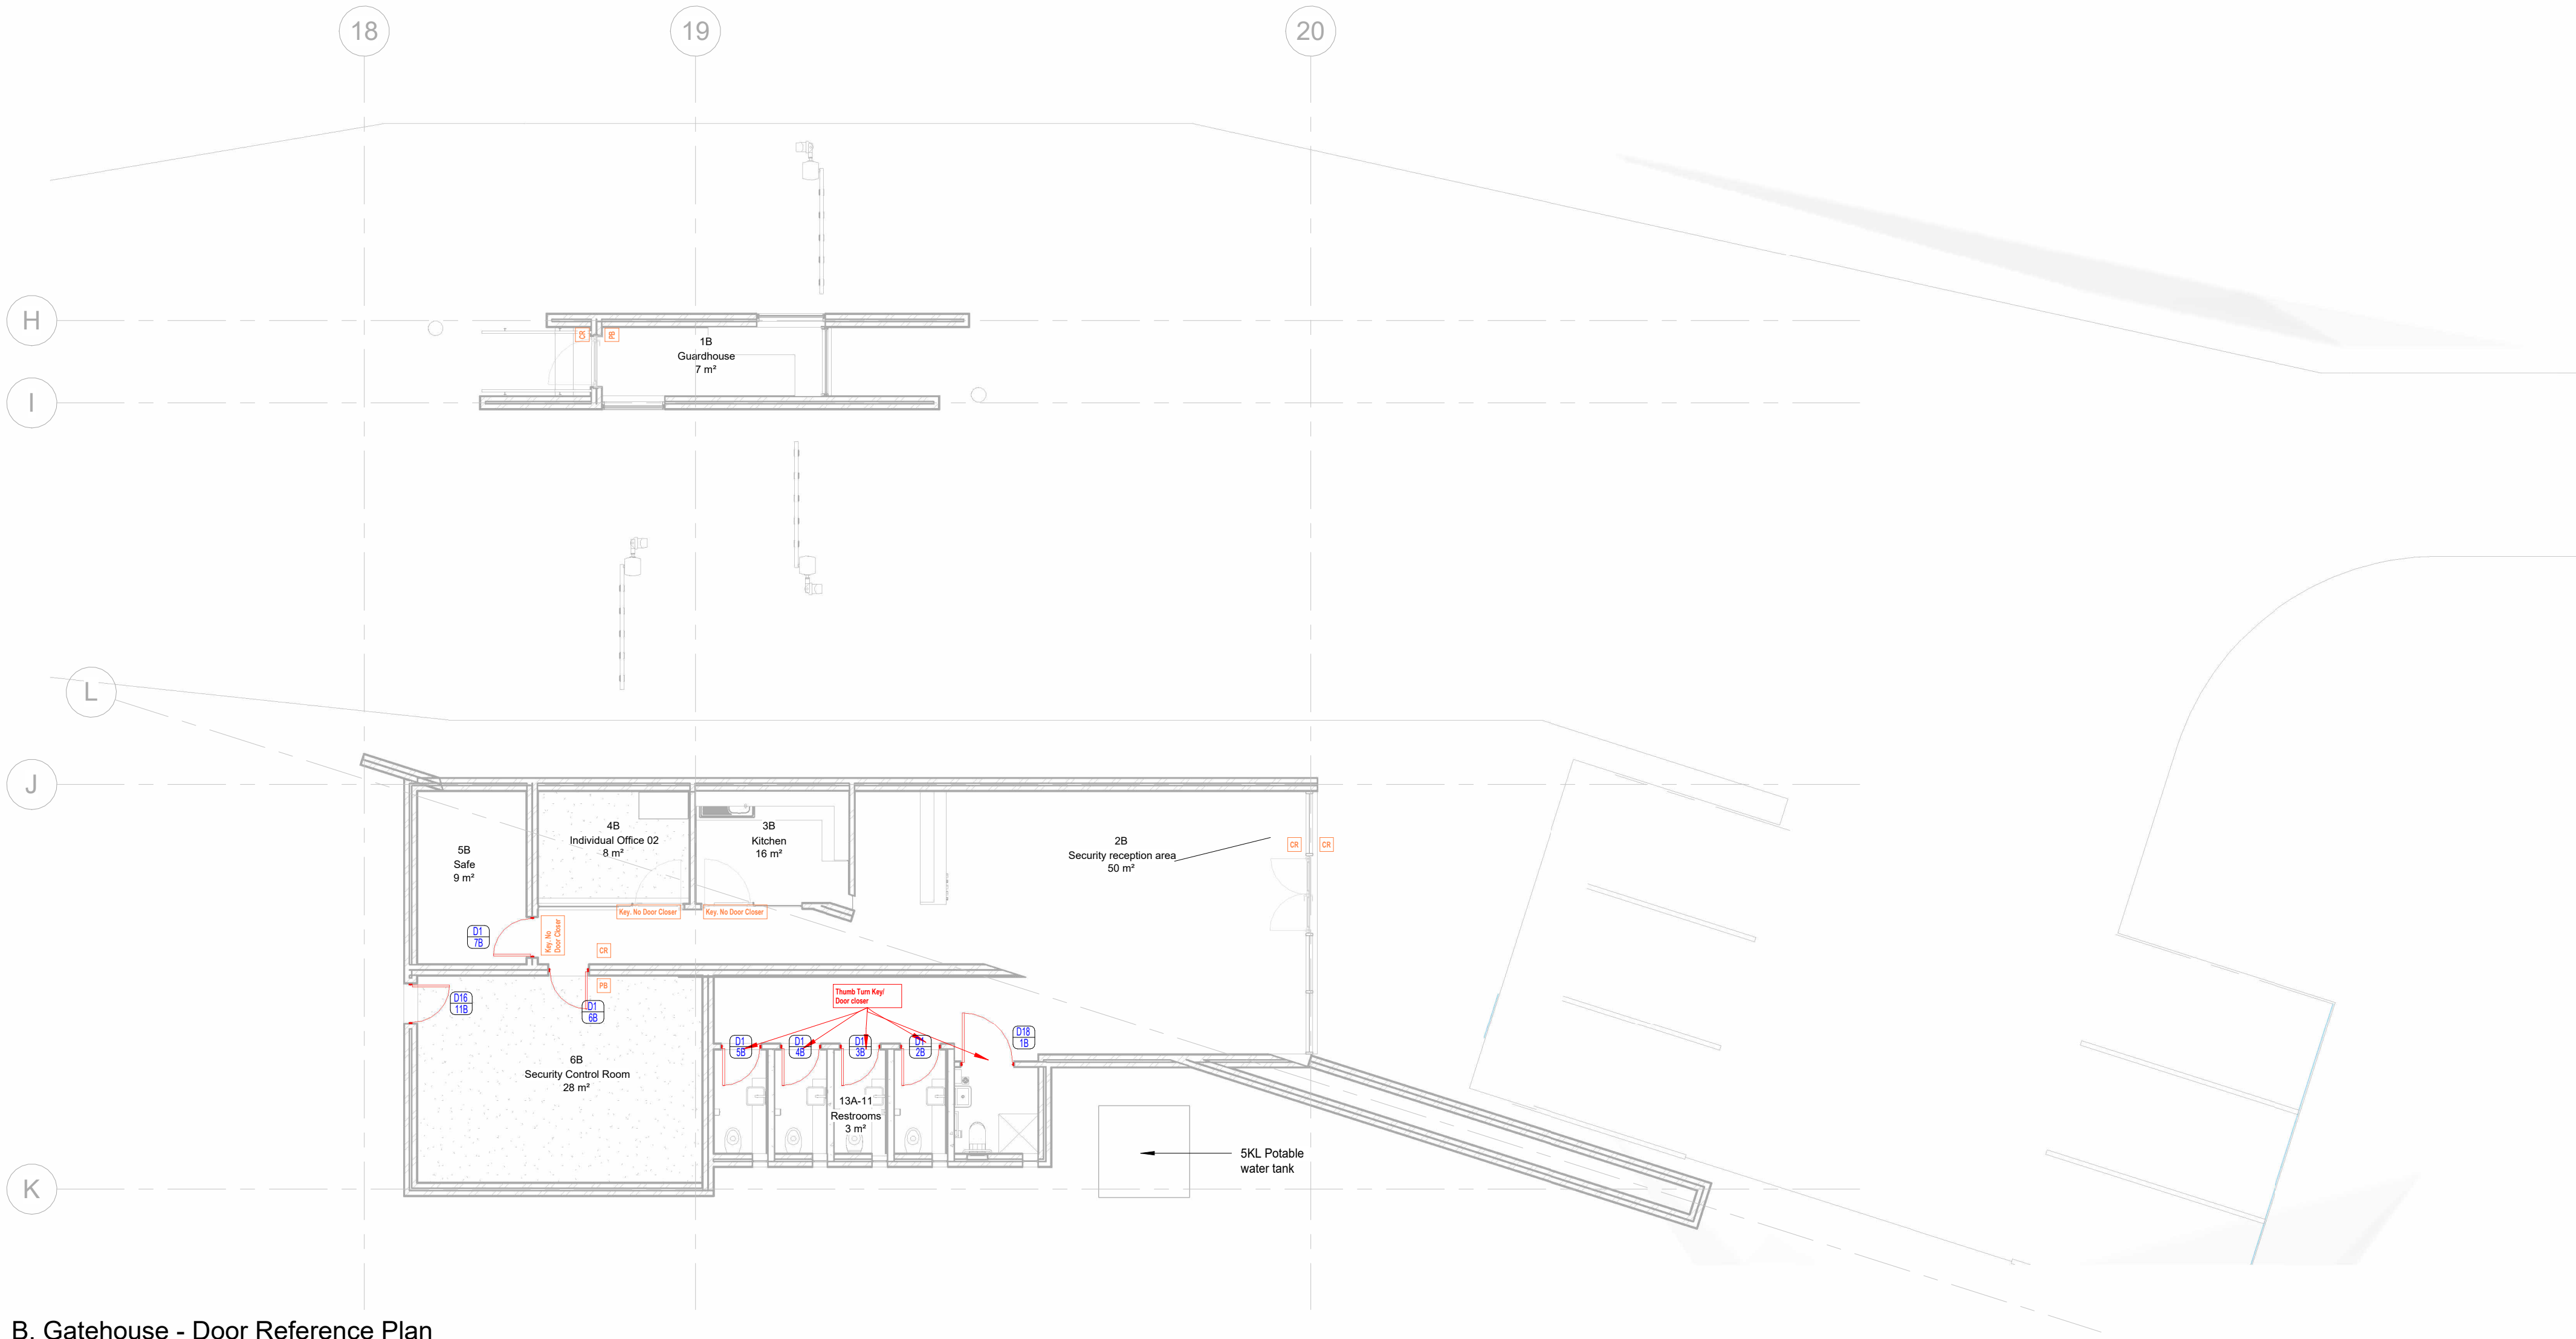 18
19
20
H
CR
PB
1B
Guardhouse
7 m²
I
L
J
4B
Individual Office 02
8 m²
3B
Kitchen
16 m²
2B
Security reception area
50 m²
CR
CR
5B
Safe
9 m²
Key. No Door Closer
Key. No Door Closer
D1
7B
Key. No
Door Closer
CR
PB
D16
11B
D1
6B
Thumb Turn Key/
Door closer
D1
5B
D1
4B
D1
3B
D1
2B
D18
1B
6B
Security Control Room
28 m²
13A-11
Restrooms
3 m²
5KL Potable
water tank
K
B. Gatehouse - Door Reference Plan